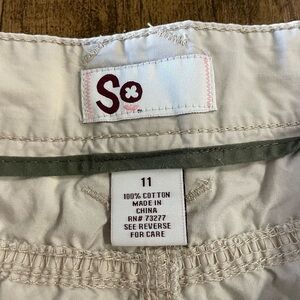 So
11
100% COTTON
MADE IN
CHINA
RN# 73277
SEE REVERSE
FOR CARE